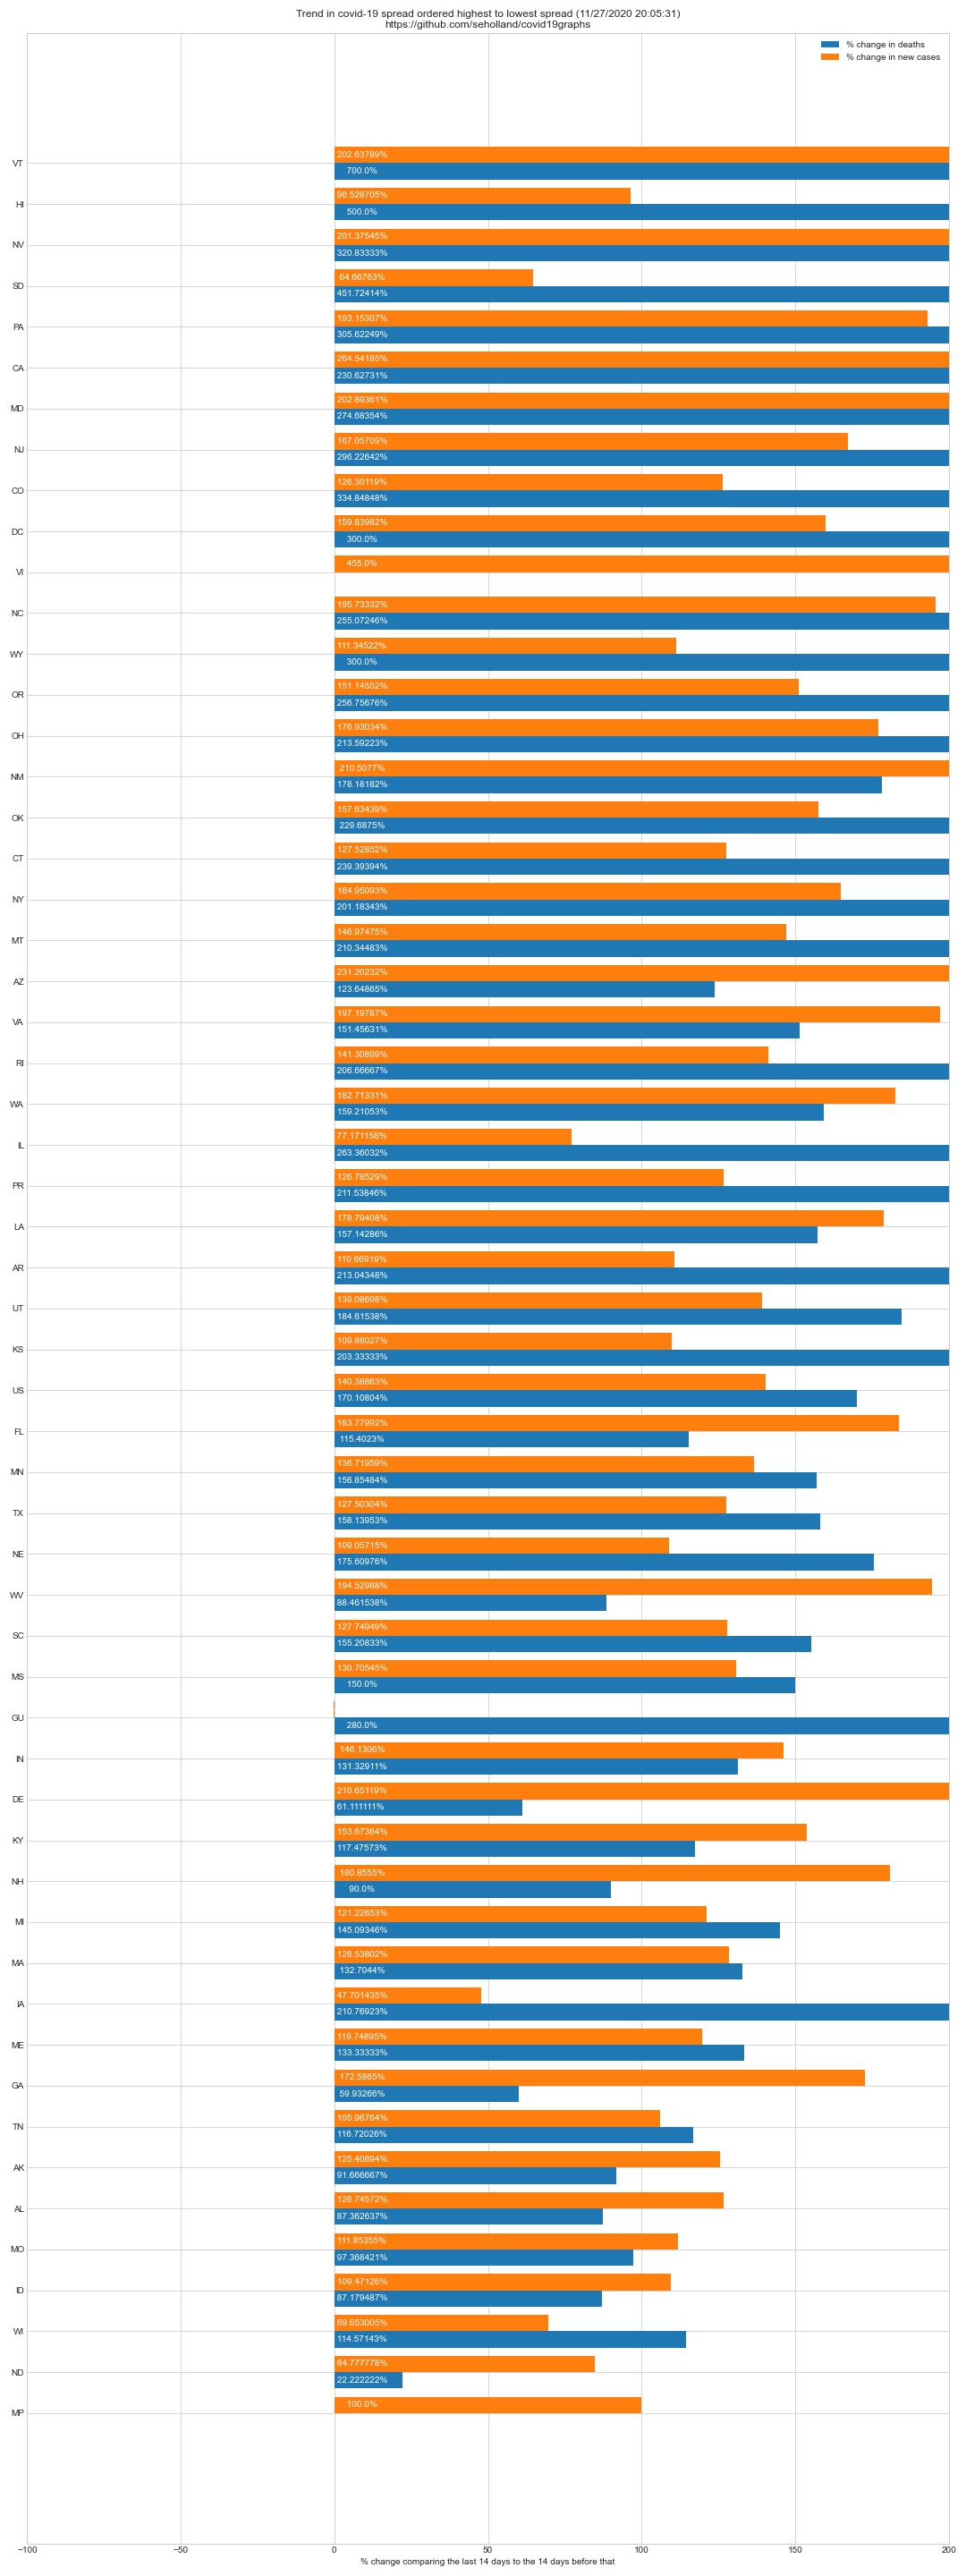 Trend in covid-19 spread ordered highest to lowest spread (11/27/2020 20:05:31)
https://github.com/seholland/covid19graphs
% change in deaths
% change in new cases
202.63789%
VT
700.0%
96.528705%
HI
500.0%
201.37545%
NV
320.83333%
64.66763%
SD
451.72414%
193.15307%
PA
305.62249%
264.54185%
CA
230.62731%
202.89361%
MD
274.68354%
167.05709%
NJ
296.22642%
126.30119%
CO
334.84848%
159.83982%
DC
300.0%
455.0%
VI
195.73332%
NC
255.07246%
111.34522%
WY
300.0%
151.14552%
OR
256.75676%
176.93034%
OH
213.59223%
210.5077%
NM
178.18182%
157.63439%
OK
229.6875%
127.52852%
CT
239.39394%
164.95093%
NY
201.18343%
146.97475%
MT
210.34483%
231.20232%
AZ
123.64865%
197.19787%
VA
151.45631%
141.30899%
RI
206.66667%
182.71331%
WA
159.21053%
77.171158%
IL
263.36032%
126.78529%
PR
211.53846%
178.79408%
LA
157.14286%
110.66919%
AR
213.04348%
139.08698%
UT
184.61538%
109.88027%
KS
203.33333%
140.38863%
US
170.10804%
183.77992%
FL
115.4023%
136.71959%
MN
156.85484%
127.50304%
TX
158.13953%
109.05715%
NE
175.60976%
194.52988%
WV
88.461538%
127.74949%
SC
155.20833%
130.70545%
MS
150.0%
GU
280.0%
146.1306%
IN
131.32911%
210.65119%
DE
61.111111%
153.67364%
KY
117.47573%
180.8555%
NH
90.0%
121.22653%
MI
145.09346%
128.53802%
MA
132.7044%
47.701435%
IA
210.76923%
119.74895%
ME
133.33333%
172.5865%
GA
59.93266%
105.96764%
TN
116.72026%
125.40894%
AK
91.666667%
126.74572%
AL
87.362637%
111.85355%
MO
97.368421%
109.47126%
ID
87.179487%
69.653005%
WI
114.57143%
84.777778%
ND
22.222222%
100.0%
MP
−100 −50 0 50 100 150 200
% change comparing the last 14 days to the 14 days before that